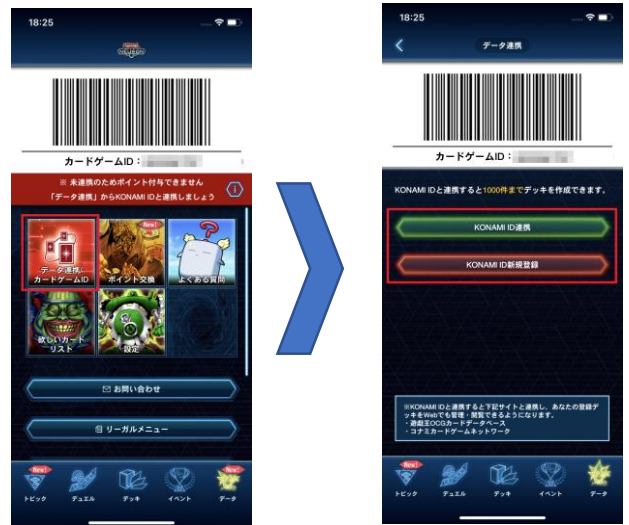 18:25
カードゲームID：
※ 未連携のためポイント付与できません
「データ連携」からKONAMI IDと連携しましょう
データ連携
カードゲームID
New!
ポイント交換
よくある質問
欲しいカード
リスト
設定
お問い合わせ
リーガルメニュー
New!
トピック
デュエル
デッキ
イベント
New!
データ
18:25
データ連携
カードゲームID：
KONAMI IDと連携すると1000件までデッキを作成できます。
KONAMI ID連携
KONAMI ID新規登録
※KONAMI IDと連携すると下記サイトと連携し、あなたの登録デ
ッキをWebでも管理・閲覧できるようになります。
・遊戯王OCGカードデータベース
・コナミカードゲームネットワーク
New!
トピック
デュエル
デッキ
イベント
データ